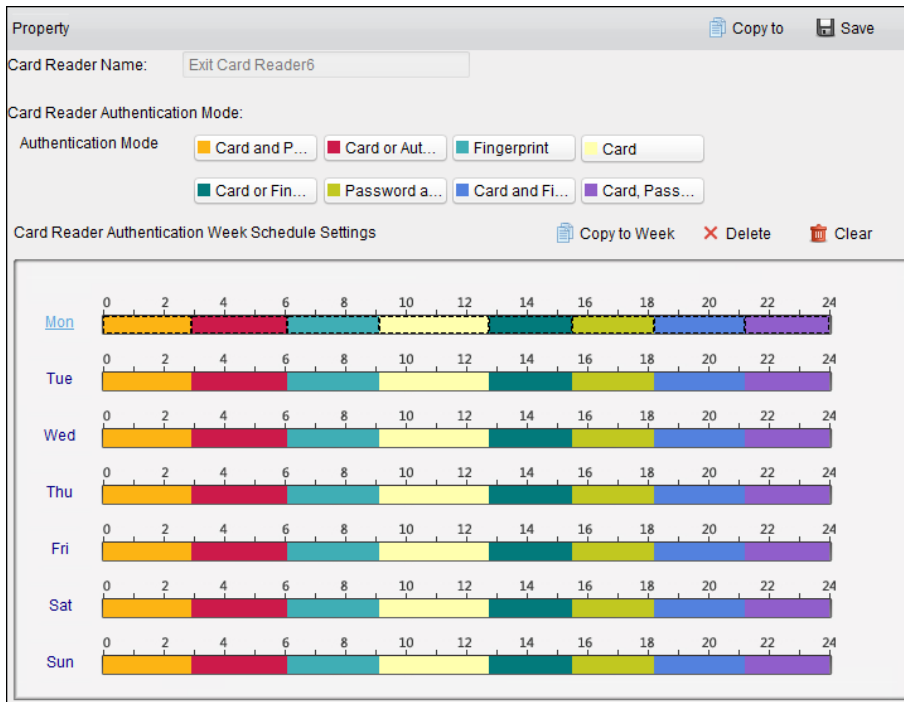 Property Copy to Save
Card Reader Name: Exit Card Reader6
Card Reader Authentication Mode:
Authentication Mode Card and P... Card or Aut... Fingerprint Card
Card or Fin... Password a... Card and Fi... Card, Pass...
Card Reader Authentication Week Schedule Settings Copy to Week Delete Clear
0 2 4 6 8 10 12 14 16 18 20 22 24
Mon
0 2 4 6 8 10 12 14 16 18 20 22 24
Tue
0 2 4 6 8 10 12 14 16 18 20 22 24
Wed
0 2 4 6 8 10 12 14 16 18 20 22 24
Thu
0 2 4 6 8 10 12 14 16 18 20 22 24
Fri
0 2 4 6 8 10 12 14 16 18 20 22 24
Sat
0 2 4 6 8 10 12 14 16 18 20 22 24
Sun